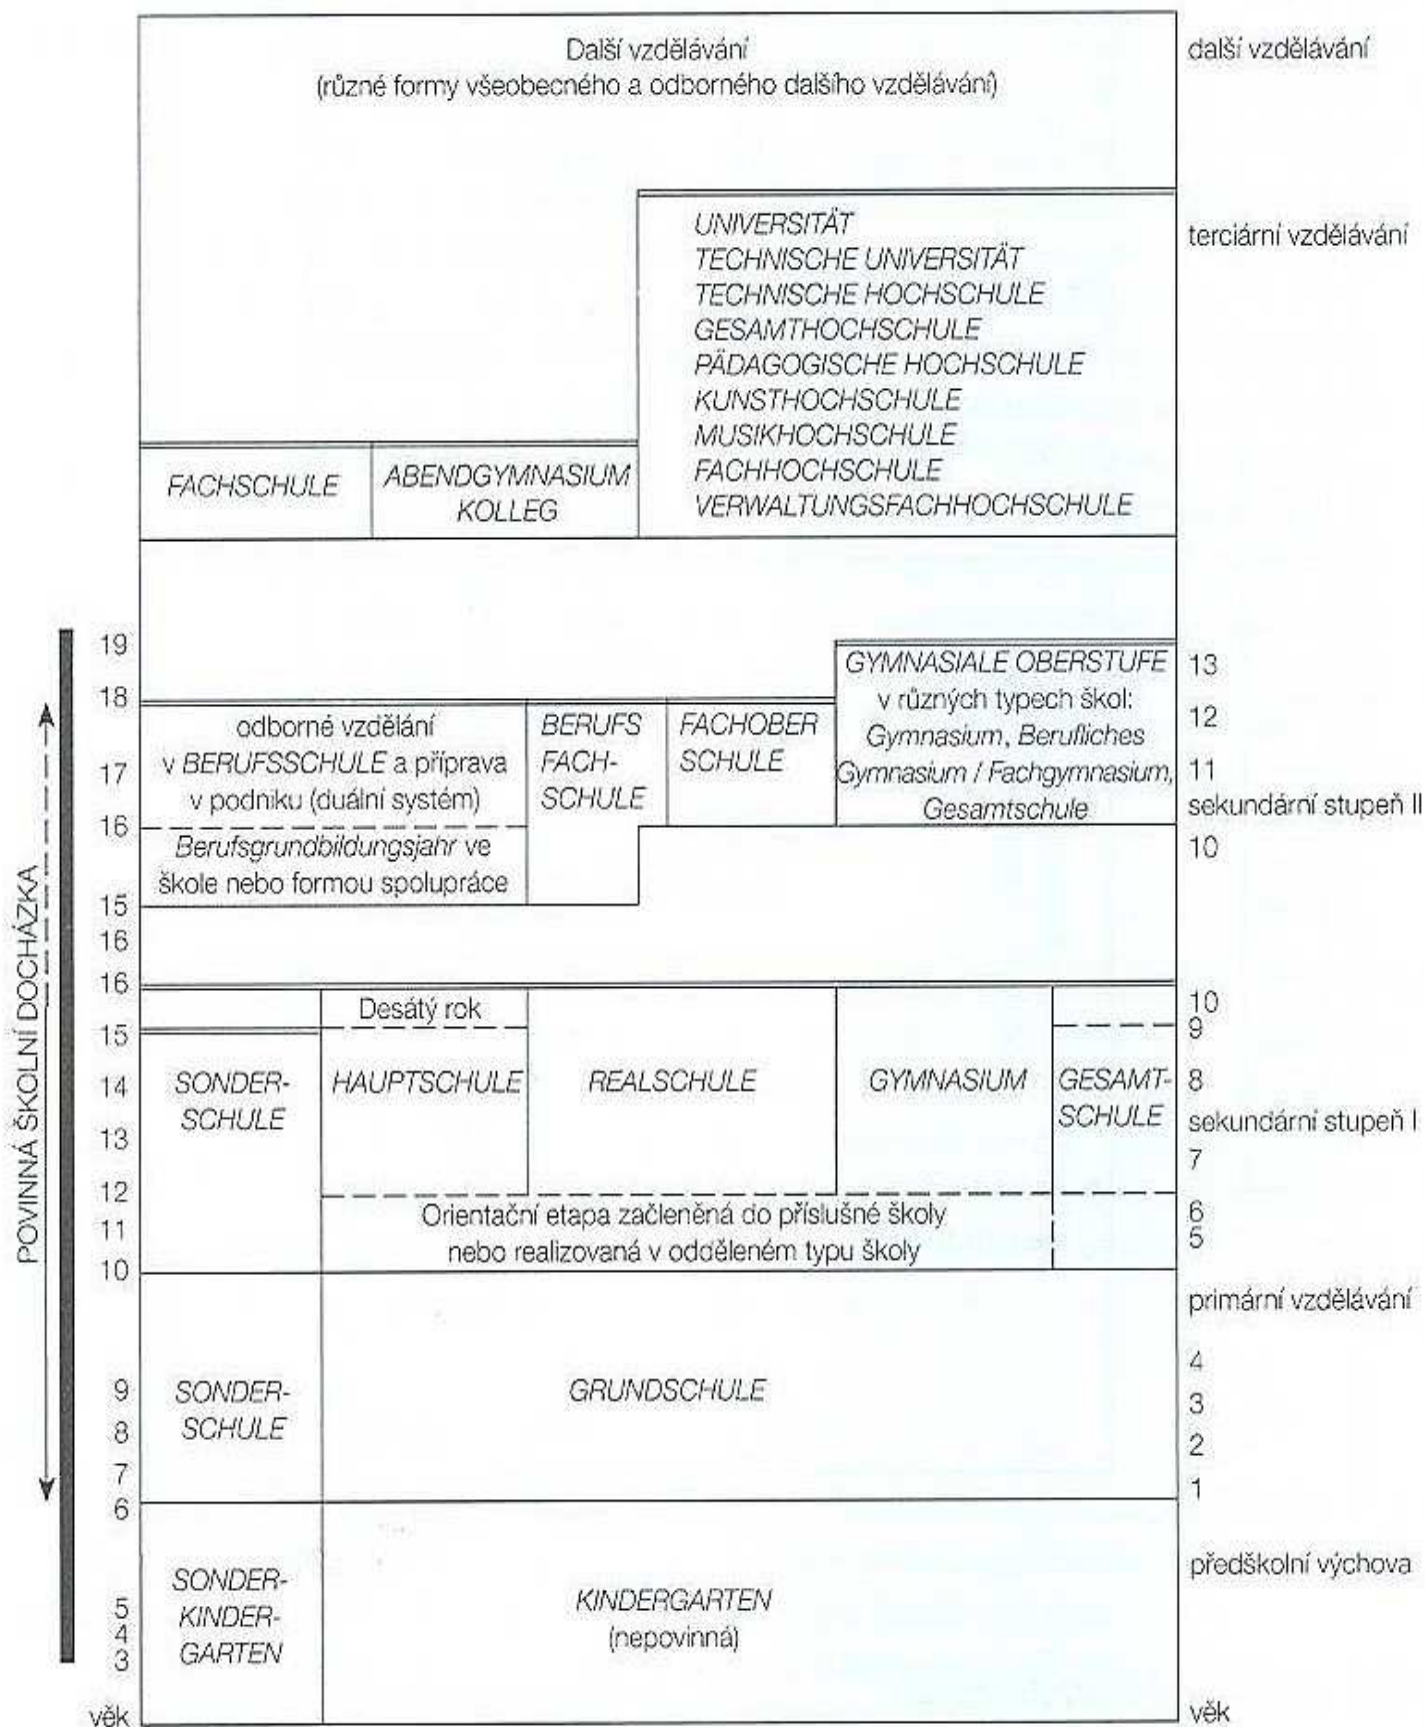 Další vzdělávání
(různé formy všeobecného a odborného dalšího vzdělávání)
další vzdělávání
UNIVERSITÄT
TECHNISCHE UNIVERSITÄT
TECHNISCHE HOCHSCHULE
GESAMTHOCHSCHULE
PÄDAGOGISCHE HOCHSCHULE
KUNSTHOCHSCHULE
MUSIKHOCHSCHULE
FACHHOCHSCHULE
VERWALTUNGSFACHHOCHSCHULE
terciární vzdělávání
FACHSCHULE
ABENDGYMNASIUM
KOLLEG
POVINNÁ ŠKOLNÍ DOCHÁZKA
19
18
17
16
15
16
16
15
14
13
12
11
10
9
8
7
6
5
4
3
věk
odborné vzdělání
v BERUFSSCHULE a příprava
v podniku (duální systém)
Berufsgrundbildungsjahr ve
škole nebo formou spolupráce
BERUFS
FACH-
SCHULE
FACHOBER
SCHULE
GYMNASIALE OBERSTUFE
v různých typech škol:
Gymnasium, Berufliches
Gymnasium / Fachgymnasium,
Gesamtschule
13
12
11
sekundární stupeň II
10
Desátý rok
SONDER-
SCHULE
HAUPTSCHULE
REALSCHULE
GYMNASIUM
GESAMT-
SCHULE
10
9
8
sekundární stupeň I
7
6
5
Orientační etapa začleněná do příslušné školy
nebo realizovaná v odděleném typu školy
primární vzdělávání
4
3
2
1
SONDER-
SCHULE
GRUNDSCHULE
SONDER-
KINDER-
GARTEN
KINDERGARTEN
(nepovinná)
předškolní výchova
věk